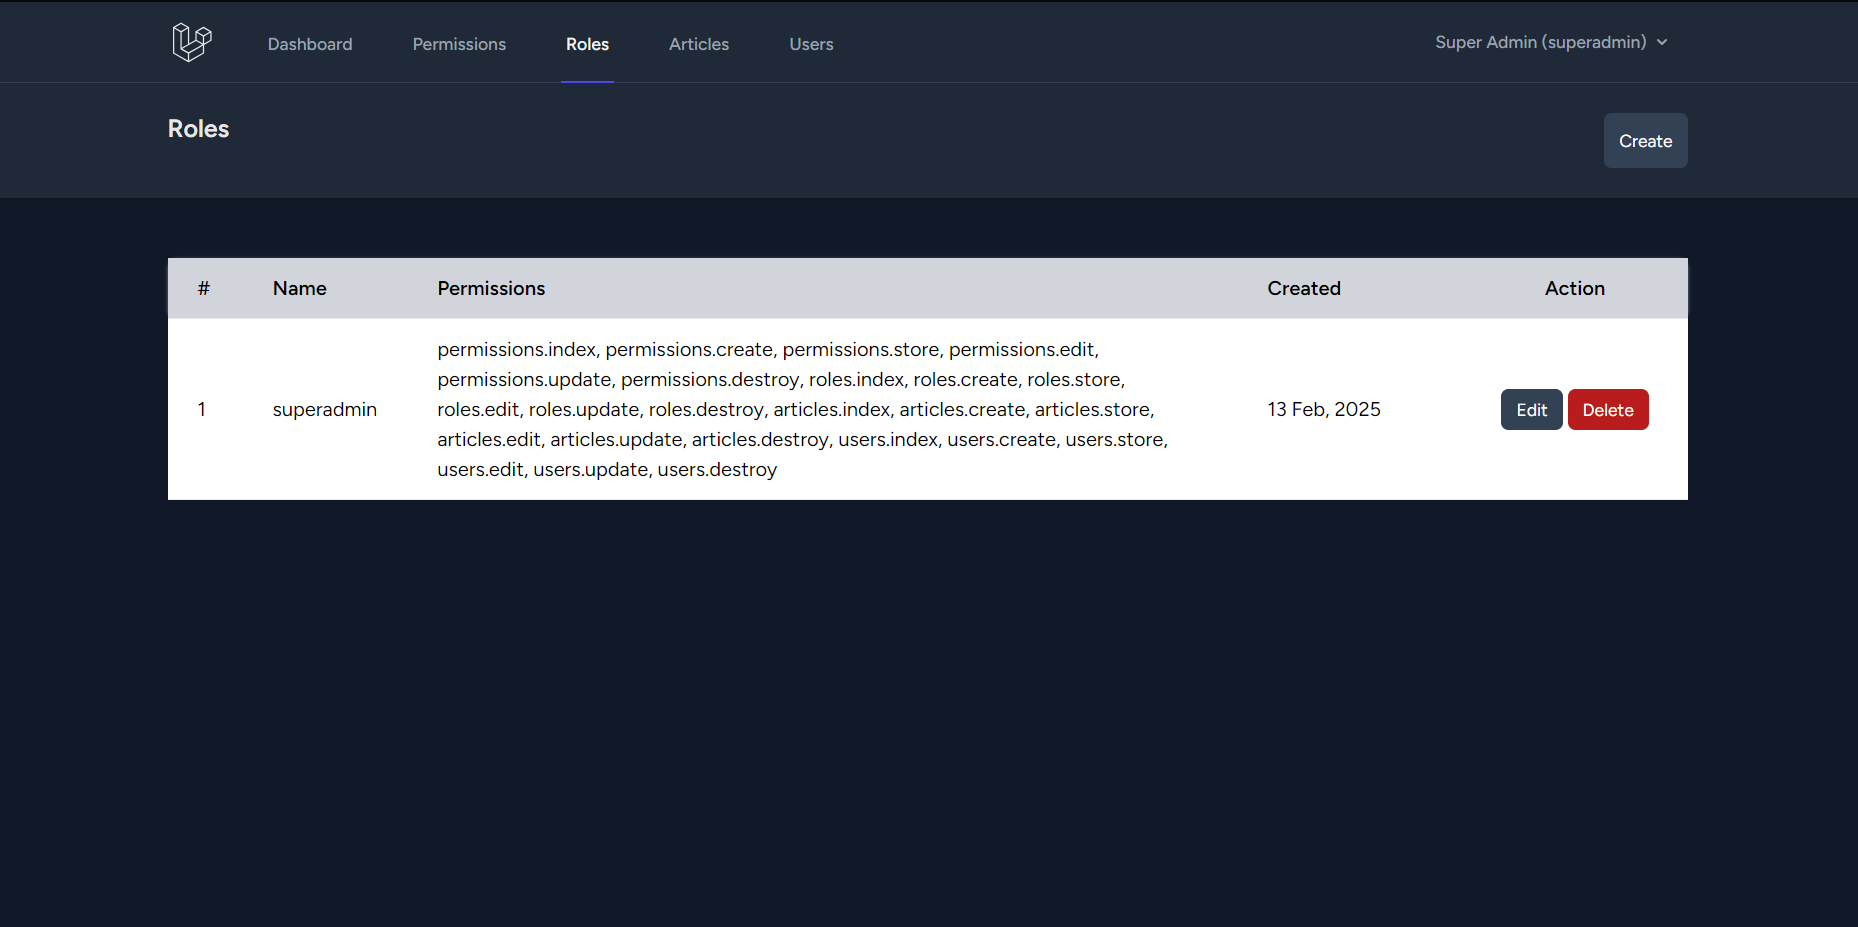 Dashboard Permissions Roles Articles Users Super Admin (superadmin)
Roles
Create
# Name Permissions Created Action
permissions.index, permissions.create, permissions.store, permissions.edit,
permissions.update, permissions.destroy, roles.index, roles.create, roles.store,
1 superadmin roles.edit, roles.update, roles.destroy, articles.index, articles.create, articles.store, 13 Feb, 2025 Edit Delete
articles.edit, articles.update, articles.destroy, users.index, users.create, users.store,
users.edit, users.update, users.destroy